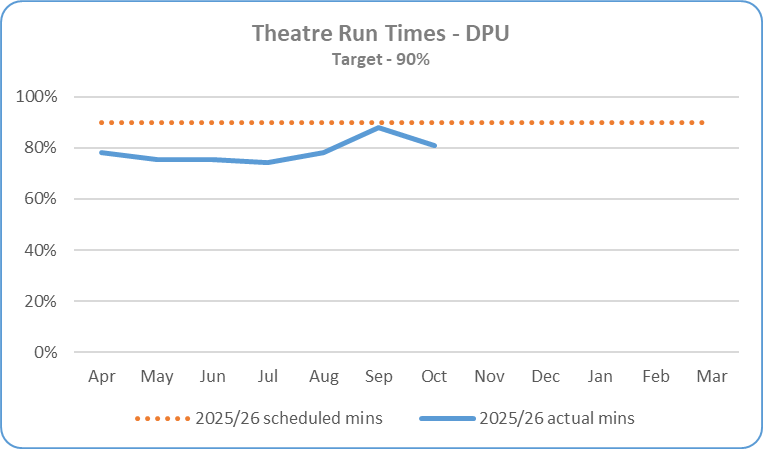 Theatre Run Times - DPU
Target - 90%
100%
80%
60%
40%
20%
0%
Apr May Jun Jul Aug Sep Oct Nov Dec Jan Feb Mar
2025/26 scheduled mins 2025/26 actual mins